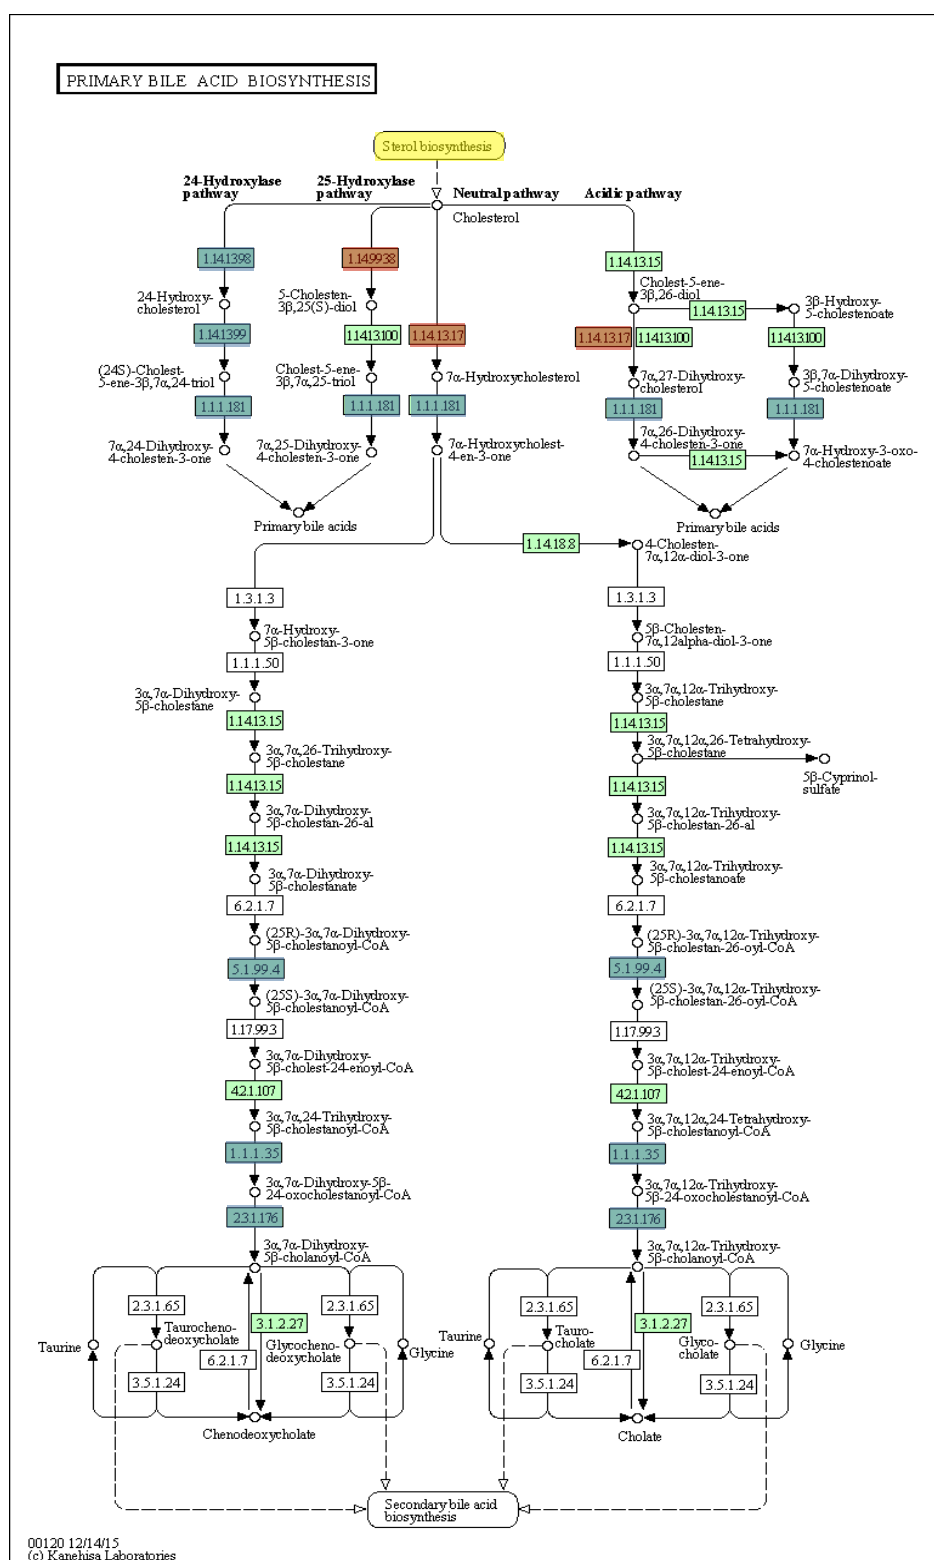 PRIMARY BILE ACID BIOSYNTHESIS
Sterol biosynthesis
24-Hydroxylase
pathway
25-Hydroxylase
pathway
Neutral pathway
Acidic pathway
Cholesterol
1.14.1398
1.14.9938
1.14.13.15
24-Hydroxy-
cholesterol
5-Cholesten-
3β,25(S)-diol
Cholest-5-ene-
3β,26-diol
1.14.13.15
3β-Hydroxy-
5-cholestenoate
1.14.1399
1.1413.100
1.14.13.17
1.14.13.17
1.1413.100
1.1413.100
(24S)-Cholest-
5-ene-3β,7α,24-triol
Cholest-5-ene-
3β,7α,25-triol
7α-Hydroxycholesterol
7α,27-Dihydroxy-
cholesterol
3β,7α-Dihydroxy-
5-cholestenoate
1.1.1.181
1.1.1.181
1.1.1.181
1.1.1.181
1.1.1.181
7α,24-Dihydroxy-
4-cholesten-3-one
7α,25-Dihydroxy-
4-cholesten-3-one
7α-Hydroxycholest-
4-en-3-one
7α,26-Dihydroxy-
4-cholesten-3-one
1.14.13.15
7α-Hydroxy-3-oxo-
4-cholestenoate
Primary bile acids
Primary bile acids
1.14.18.8
4-Cholesten-
7α,12α-diol-3-one
1.3.1.3
1.3.1.3
7α-Hydroxy-
5β-cholestan-3-one
5β-Cholesten-
7α,12alpha-diol-3-one
1.1.1.50
1.1.1.50
3α,7α-Dihydroxy-
5β-cholestane
3α,7α,12α-Trihydroxy-
5β-cholestane
1.14.13.15
1.14.13.15
3α,7α,26-Trihydroxy-
5β-cholestane
3α,7α,12α,26-Tetrahydroxy-
5β-cholestane
5β-Cyprinol-
sulfate
1.14.13.15
1.14.13.15
3α,7α-Dihydroxy-
5β-cholestan-26-al
3α,7α,12α-Trihydroxy-
5β-cholestan-26-al
1.14.13.15
1.14.13.15
3α,7α-Dihydroxy-
5β-cholestanate
3α,7α,12α-Trihydroxy-
5β-cholestanoate
6.2.1.7
6.2.1.7
(25R)-3α,7α-Dihydroxy-
5β-cholestanoyl-CoA
(25R)-3α,7α,12α-Trihydroxy-
5β-cholestan-26-oyl-CoA
5.1.99.4
5.1.99.4
(25S)-3α,7α-Dihydroxy-
5β-cholestanoyl-CoA
(25S)-3α,7α,12α-Trihydroxy-
5β-cholestan-26-oyl-CoA
1.17.99.3
1.17.99.3
3α,7α-Dihydroxy-
5β-cholest-24-enoyl-CoA
3α,7α,12α-Trihydroxy-
5β-cholest-24-enoyl-CoA
4.2.1.107
4.2.1.107
3α,7α,24-Trihydroxy-
5β-cholestanoyl-CoA
3α,7α,12α,24-Tetrahydroxy-
5β-cholestanoyl-CoA
1.1.1.35
1.1.1.35
3α,7α-Dihydroxy-5β-
24-oxocholestanoyl-CoA
3α,7α,12α-Trihydroxy-
5β-24-oxocholestanoyl-CoA
2.3.1.176
2.3.1.176
3α,7α-Dihydroxy-
5β-cholanoyl-CoA
3α,7α,12α-Trihydroxy-
5β-cholanoyl-CoA
2.3.1.65
2.3.1.65
2.3.1.65
2.3.1.65
3.1.2.27
3.1.2.27
Taurine
Taurocheno-
deoxycholate
Glycocheno-
deoxycholate
Glycine
Taurine
Tauro-
cholate
Glyco-
cholate
Glycine
6.2.1.7
6.2.1.7
3.5.1.24
3.5.1.24
3.5.1.24
3.5.1.24
Chenodeoxycholate
Cholate
Secondary bile acid
biosynthesis
00120 12/14/15
(c) Kanehisa Laboratories